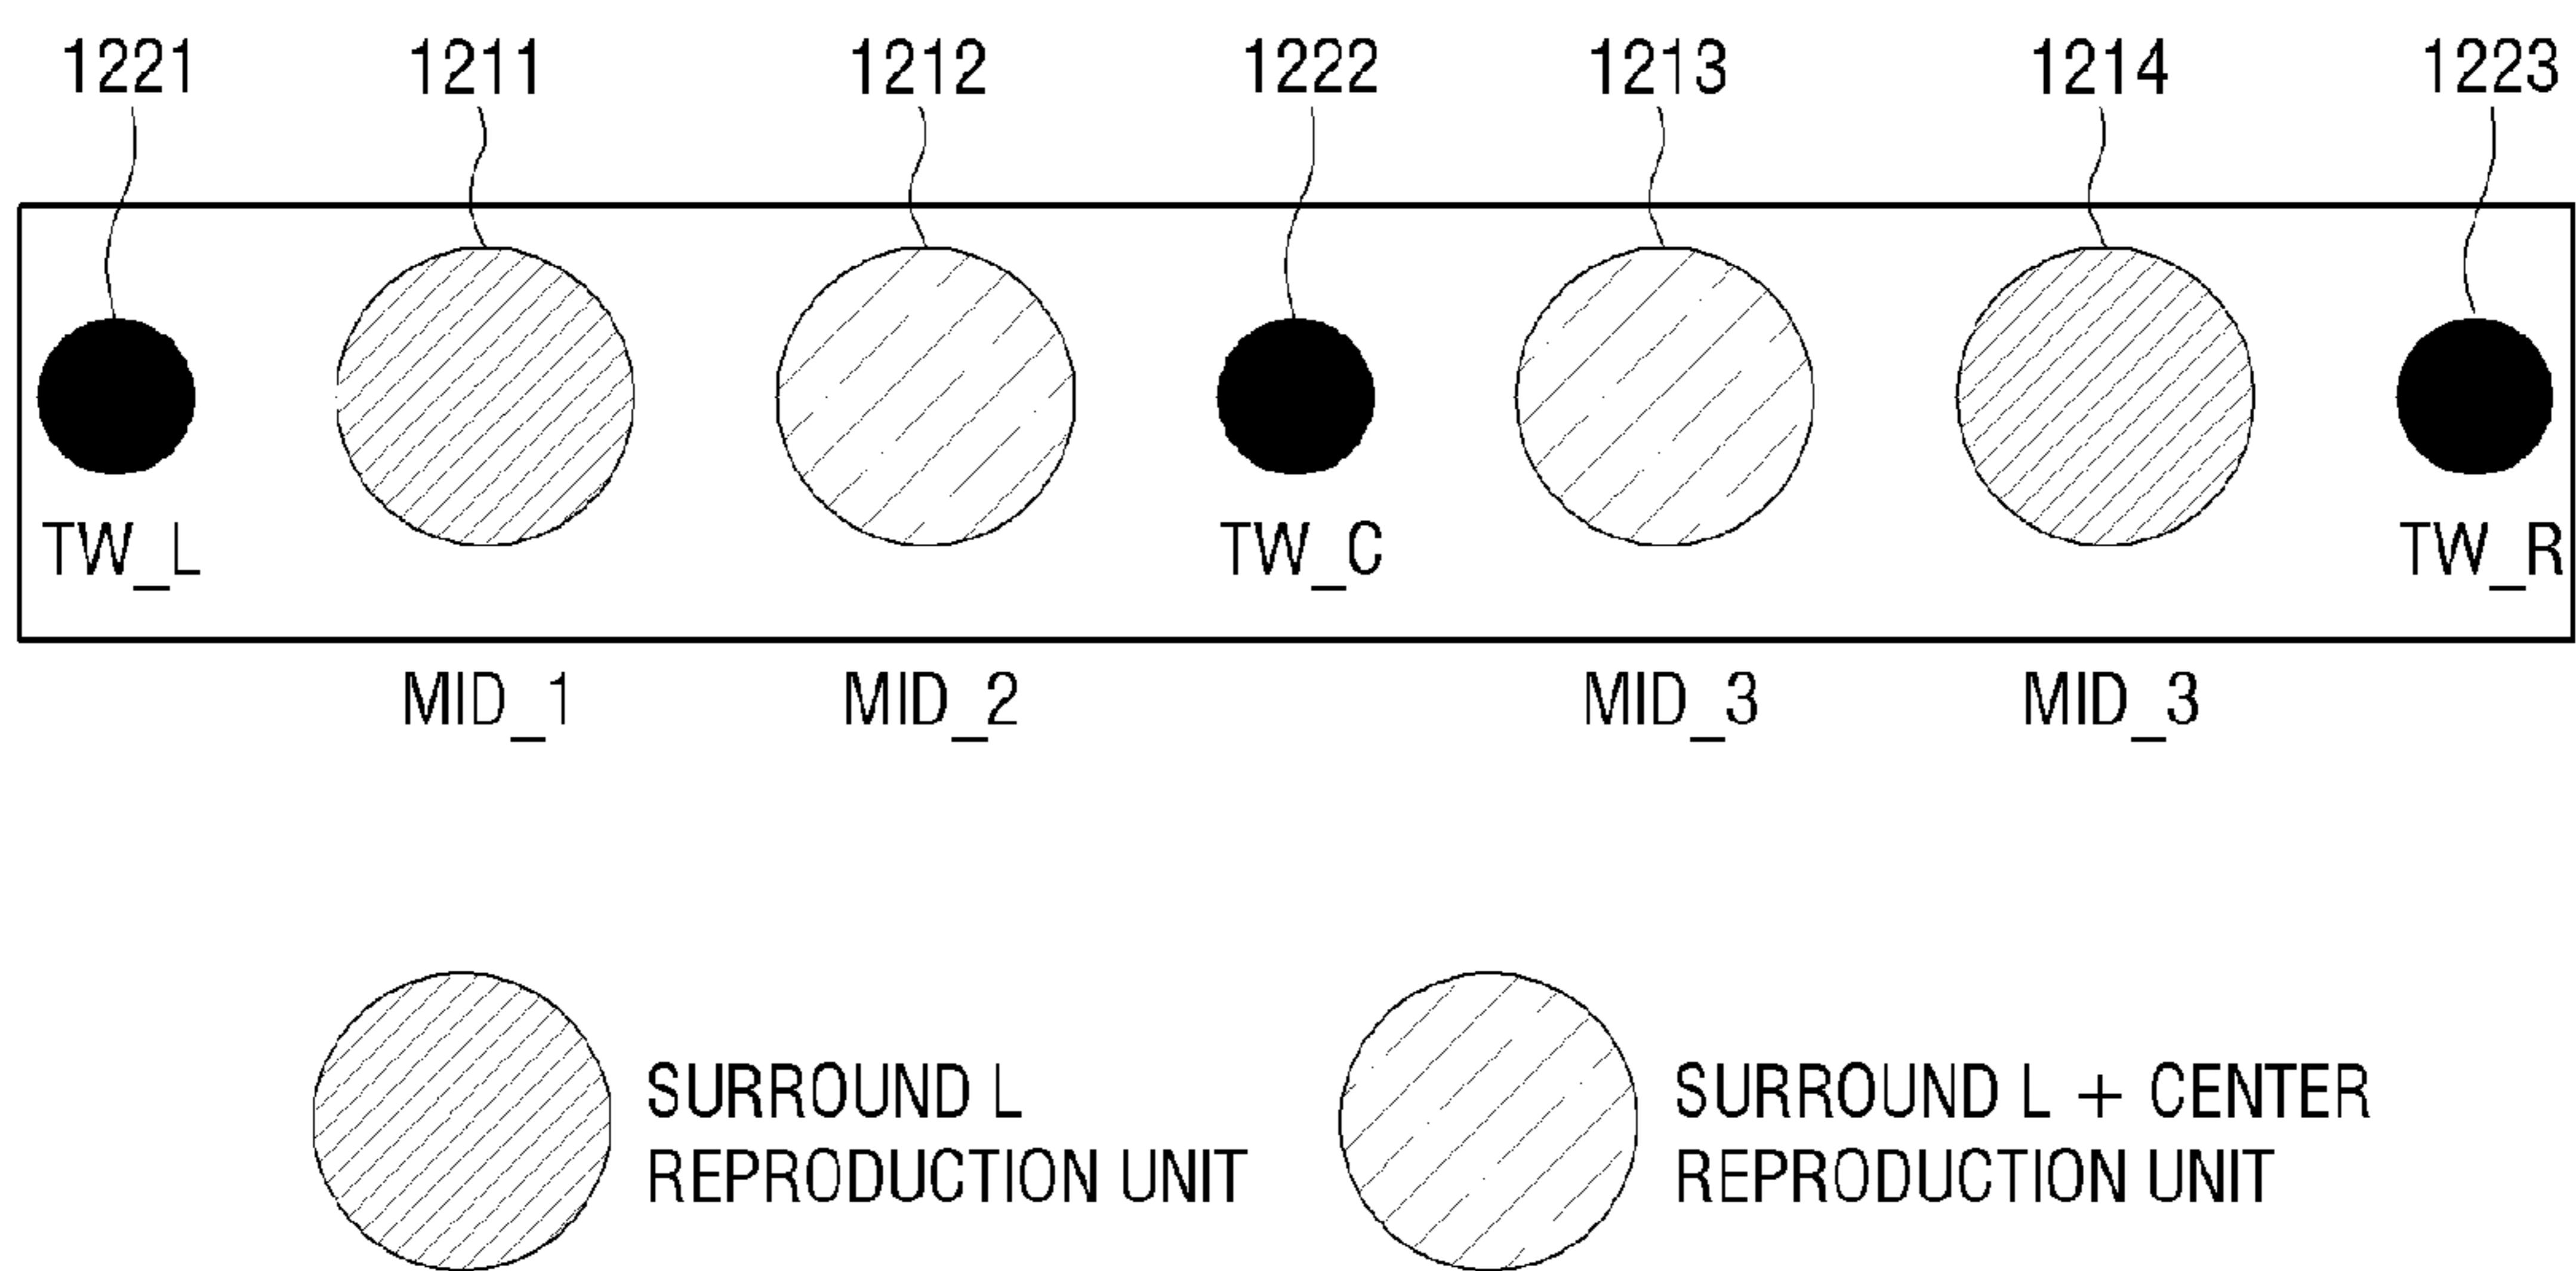 1221 1211 1212 1222 1213 1214 1223
TW_L TW_C TW_R
MID_1 MID_2 MID_3 MID_3
SURROUND L
REPRODUCTION UNIT
SURROUND L + CENTER
REPRODUCTION UNIT